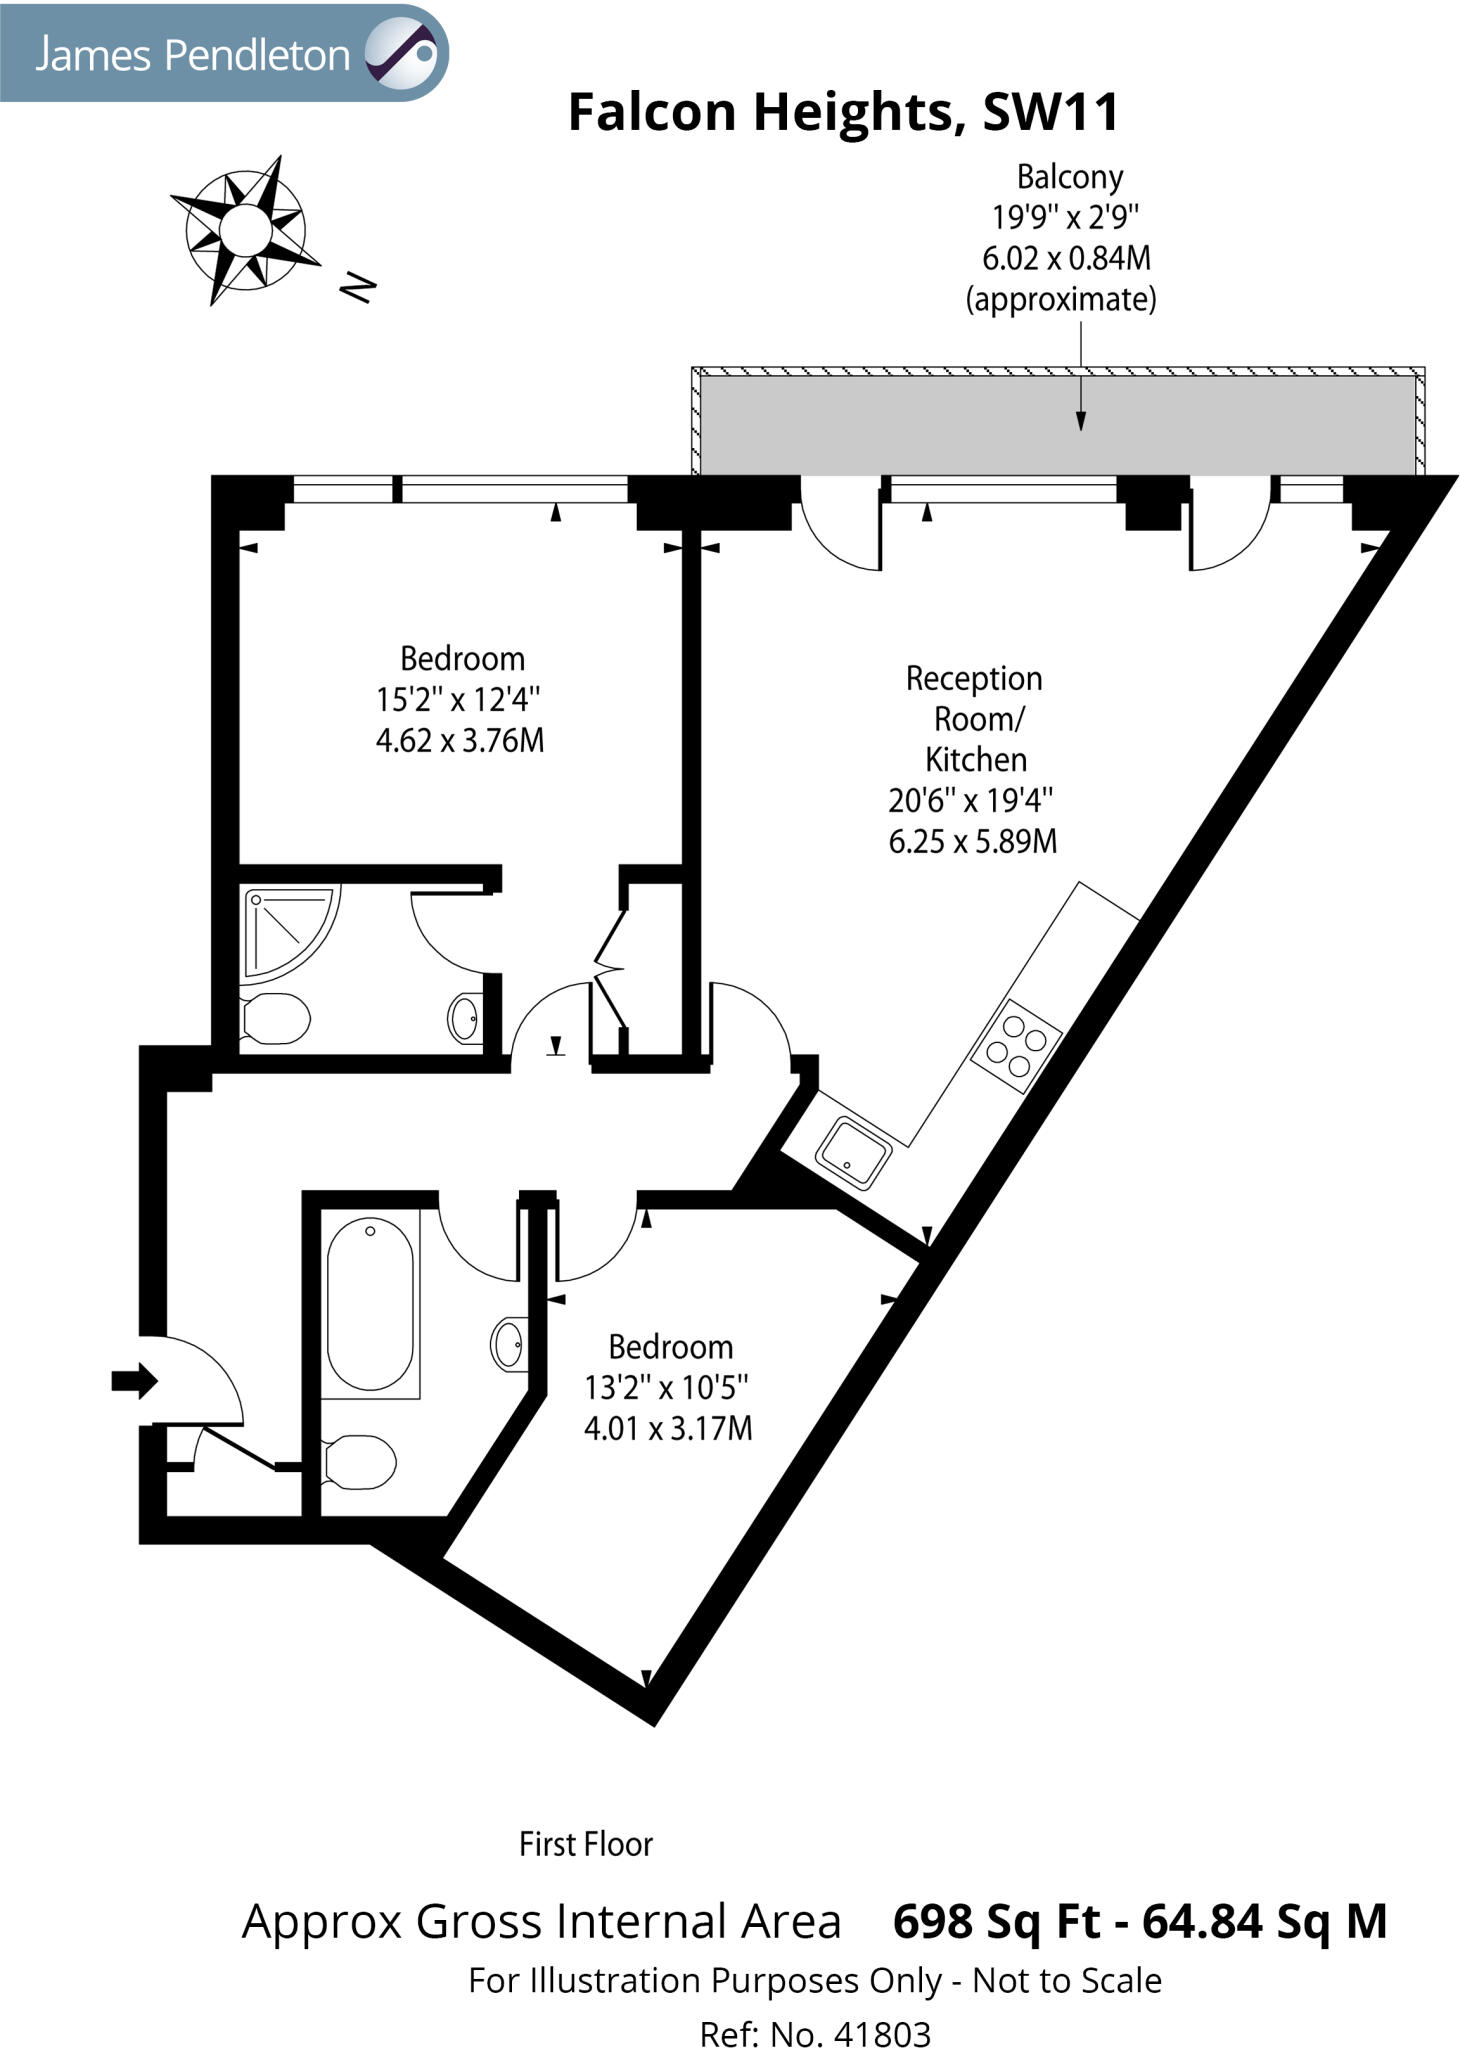 James Pendleton
Falcon Heights, SW11
Balcony
19'9" x 2'9"
6.02 x 0.84M
(approximate)
N
Bedroom
15'2" x 12'4"
4.62 x 3.76M
Reception
Room/
Kitchen
20'6" x 19'4"
6.25 x 5.89M
Bedroom
13'2" x 10'5"
4.01 x 3.17M
First Floor
Approx Gross Internal Area 698 Sq Ft - 64.84 Sq M
For Illustration Purposes Only - Not to Scale
Ref: No. 41803